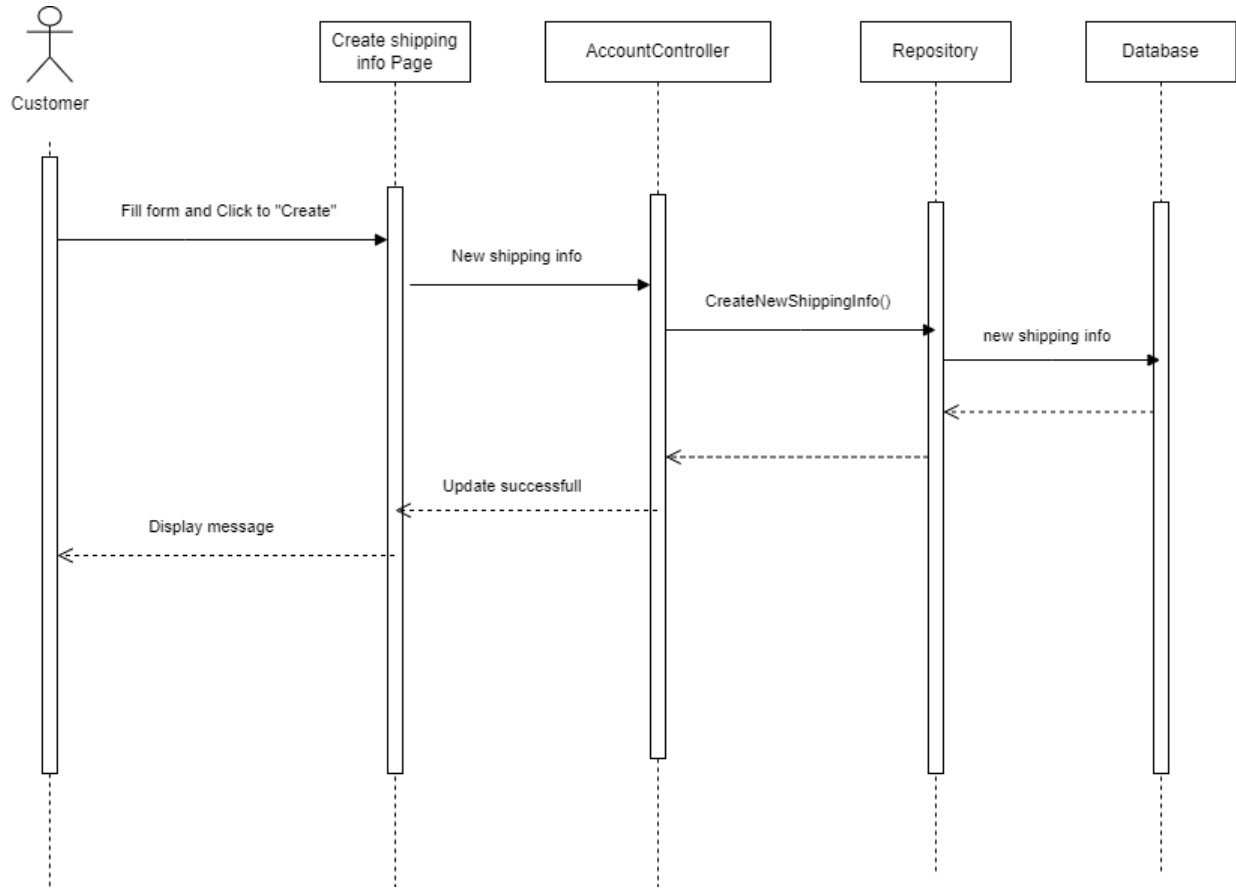 Create shipping
info Page
AccountController
Repository
Database
Customer
Fill form and Click to "Create"
New shipping info
CreateNewShippingInfo()
new shipping info
Update successfull
Display message